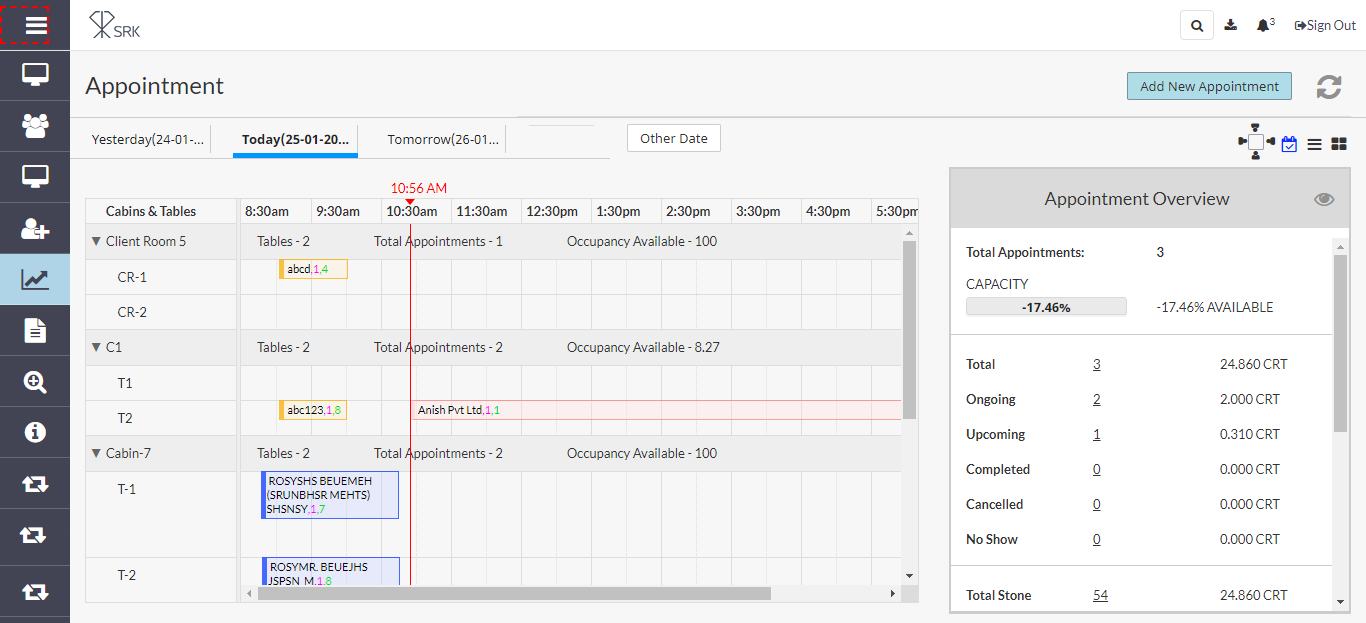 SRK
3
Sign Out
Appointment
Add New Appointment
Yesterday(24-01-...
Today(25-01-20...
Tomorrow(26-01...
Other Date
10:56 AM
Cabins & Tables 8:30am 9:30am 10:30am 11:30am 12:30pm 1:30pm 2:30pm 3:30pm 4:30pm 5:30pm
Client Room 5 Tables - 2 Total Appointments - 1 Occupancy Available - 100
CR-1 abcd,1,4
CR-2
C1 Tables - 2 Total Appointments - 2 Occupancy Available - 8.27
T1
T2 abc123,1,8 Anish Pvt Ltd,1,1
Cabin-7 Tables - 2 Total Appointments - 2 Occupancy Available - 100
T-1
ROSYSHS BEUEMEH
(SRUNBHSR MEHTS)
SHSNSY,1,7
T-2
ROSYMR. BEUEJHS
JSPSN M,1,8
Appointment Overview
Total Appointments: 3
CAPACITY
-17.46% -17.46% AVAILABLE
Total 3 24.860 CRT
Ongoing 2 2.000 CRT
Upcoming 1 0.310 CRT
Completed 0 0.000 CRT
Cancelled 0 0.000 CRT
No Show 0 0.000 CRT
Total Stone 54 24.860 CRT